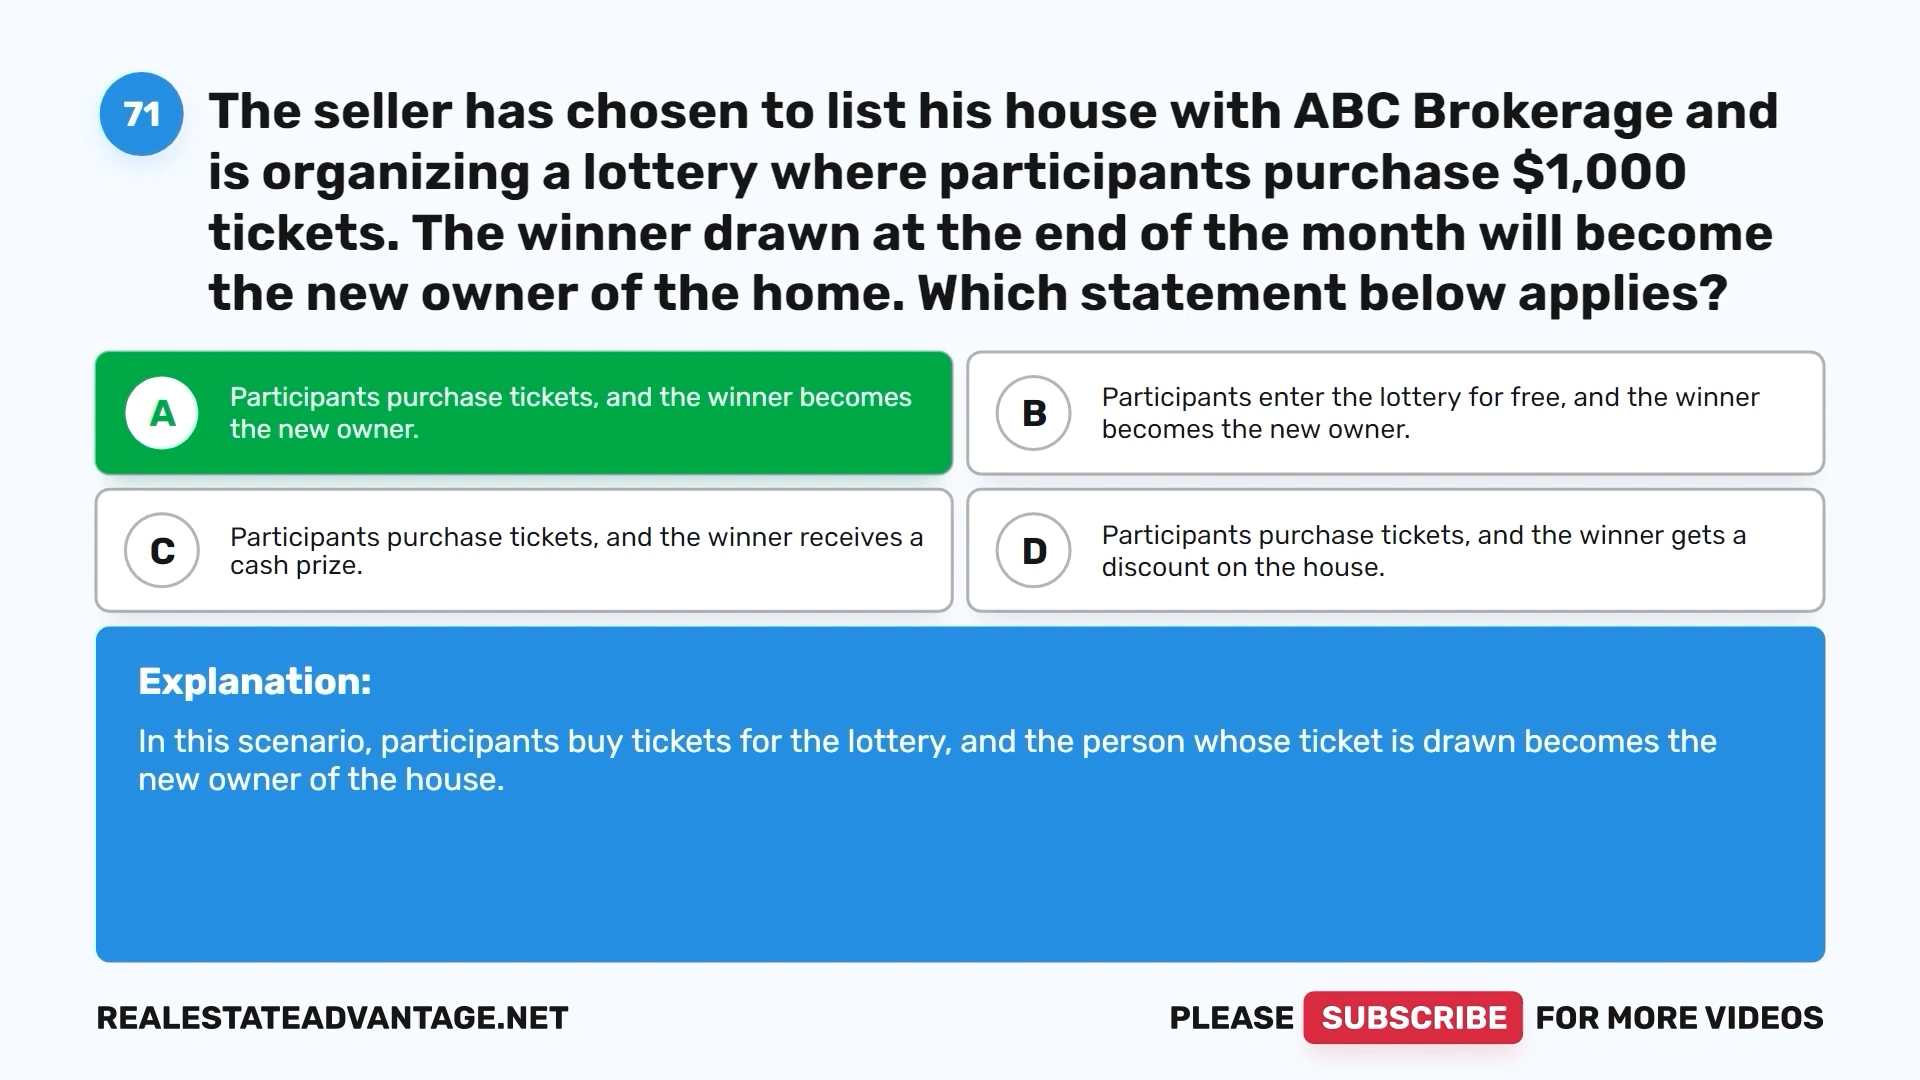 71
The seller has chosen to list his house with ABC Brokerage and
is organizing a lottery where participants purchase $1,000
tickets. The winner drawn at the end of the month will become
the new owner of the home. Which statement below applies?
A
Participants purchase tickets, and the winner becomes
the new owner.
B
Participants enter the lottery for free, and the winner
becomes the new owner.
C
Participants purchase tickets, and the winner receives a
cash prize.
D
Participants purchase tickets, and the winner gets a
discount on the house.
Explanation:
In this scenario, participants buy tickets for the lottery, and the person whose ticket is drawn becomes the
new owner of the house.
REALESTATEADVANTAGE.NET
PLEASE SUBSCRIBE FOR MORE VIDEOS